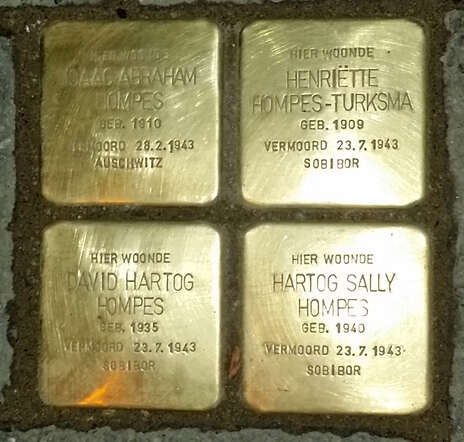 HIER WOONDE
ISAAC ABRAHAM
HOMPES
GEB. 1910
VERMOORD 28.2.1943
AUSCHWITZ
HIER WOONDE
HENRIËTTE
HOMPES-TURKSMA
GEB. 1909
VERMOORD 23.7.1943
SOBIBOR
HIER WOONDE
DAVID HARTOG
HOMPES
GEB. 1935
VERMOORD 23.7.1943
SOBIBOR
HIER WOONDE
HARTOG SALLY
HOMPES
GEB. 1940
VERMOORD 23.7.1943
SOBIBOR